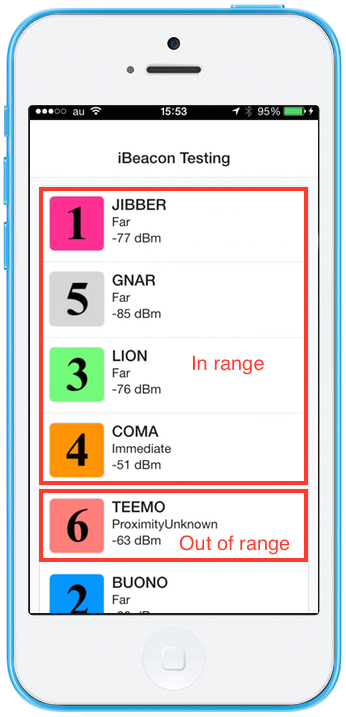 au 15:53 95%
iBeacon Testing
1 JIBBER
Far
-77 dBm
5 GNAR
Far
-85 dBm
3 LION
Far
-76 dBm
In range
4 COMA
Immediate
-51 dBm
6 TEEMO
ProximityUnknown
-63 dBm
Out of range
2 BUONO
Far